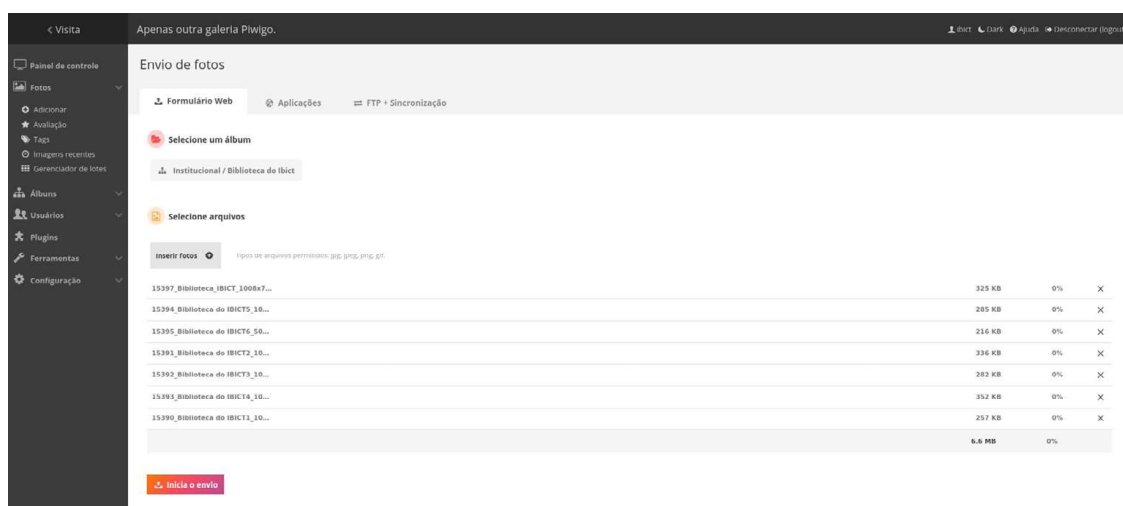 < Visita
Apenas outra galeria Piwigo.
ibict Dark Ajuda Desconectar (logout
Painel de controle
Fotos
Adicionar
Avaliação
Tags
Imagens recentes
Gerenciador de lotes
Álbuns
Usuários
Plugins
Ferramentas
Configuração
Envio de fotos
Formulário Web Aplicações FTP + Sincronização
Selecione um álbum
Institucional / Biblioteca do Ibict
Selecione arquivos
Inserir fotos Tipos de arquivos permitidos: jpg, jpeg, png, gif.
15397_Biblioteca_IBICT_1008x7... 325 KB 0% X
15394_Biblioteca do IBICT5_10... 205 KB 0% X
15395_Biblioteca do IBICT6_50... 216 KB 0% X
15391_Biblioteca do IBICT2_10... 336 KB 0% X
15392_Biblioteca do IBICT3_10... 282 KB 0% X
15393_Biblioteca do IBICT4_10... 352 KB 0% X
15390_Biblioteca do IBICT1_10... 257 KB 0% X
6.6 MB 0%
Inicia o envio